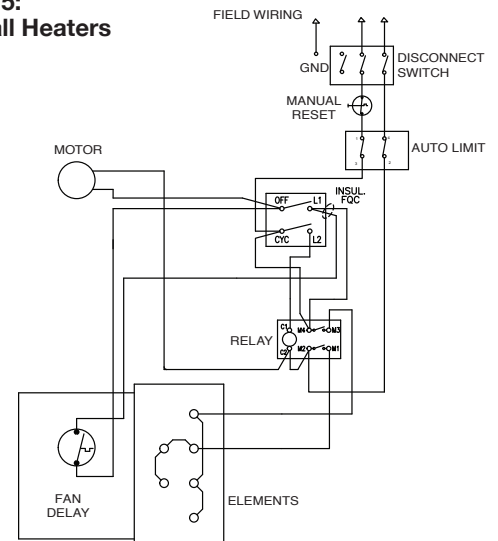 5:
all Heaters
FIELD WIRING
GND
DISCONNECT
SWITCH
MANUAL
RESET
AUTO LIMIT
MOTOR
INSUL.
FQC
OFF
L1
CYC
L2
RELAY
C1
M4
M3
C2
M2
M1
FAN
DELAY
ELEMENTS